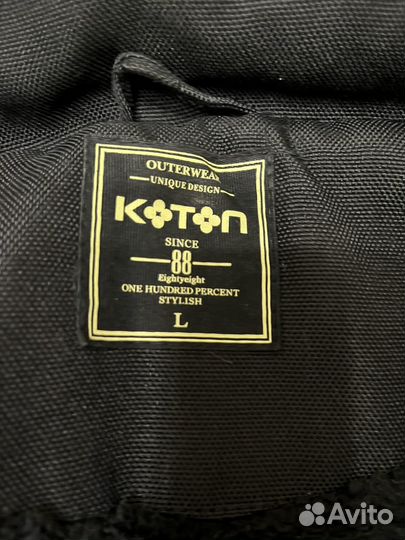 OUTERWEAR
UNIQUE DESIGN
KOTON
SINCE
88
Eightyeight
ONE HUNDRED PERCENT
STYLISH
L
Avito